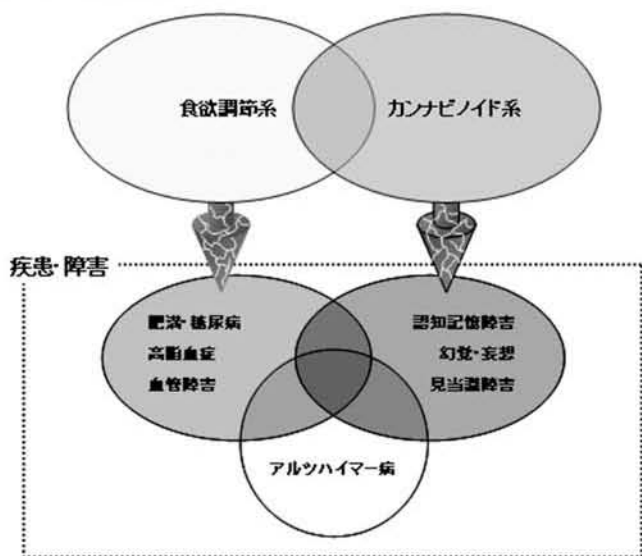 食欲調節系
カンナビノイド系
疾患・障害
肥満・糖尿病
高脂血症
血管障害
認知記憶障害
幻覚・妄想
見当識障害
アルツハイマー病